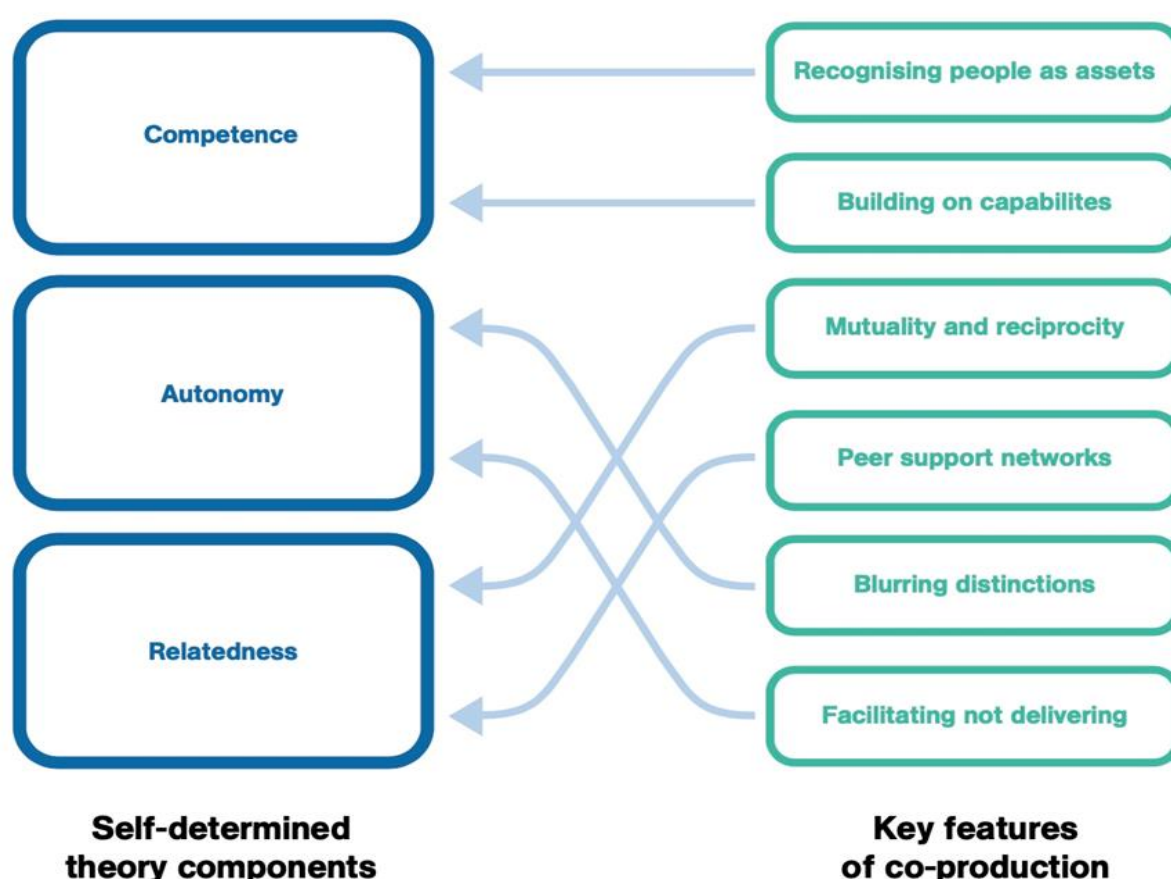 Competence
Autonomy
Relatedness
Self-determined
theory components
Recognising people as assets
Building on capabilites
Mutuality and reciprocity
Peer support networks
Blurring distinctions
Facilitating not delivering
Key features
of co-production